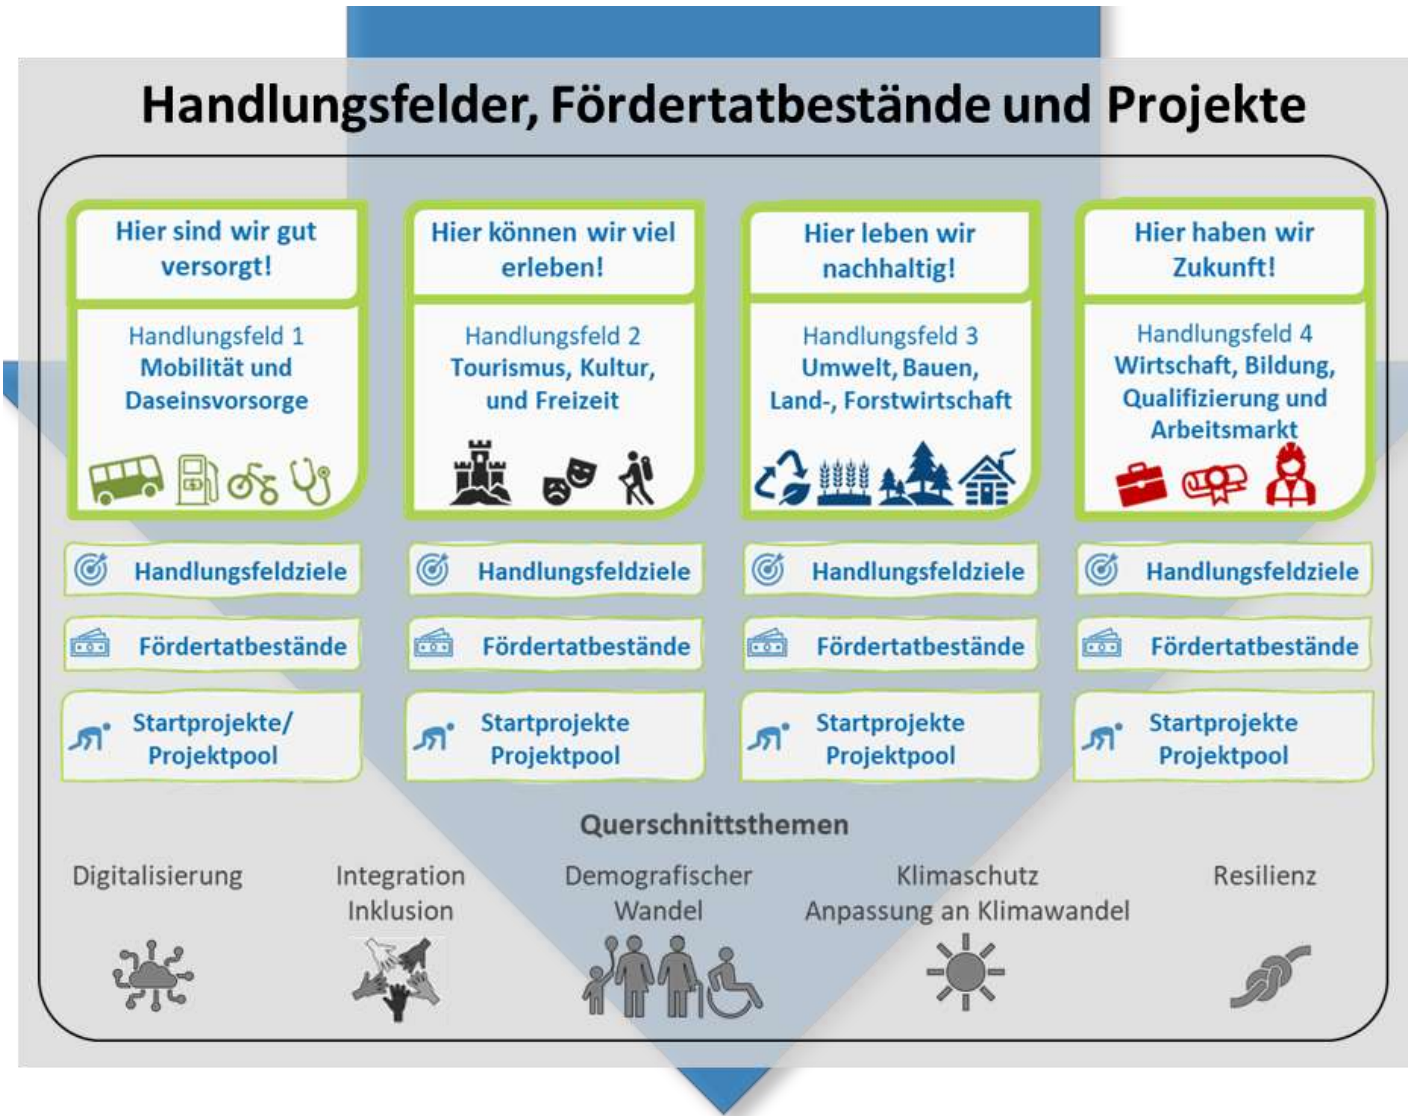 Handlungsfelder, Fördertatbestände und Projekte
Hier sind wir gut
versorgt!
Handlungsfeld 1
Mobilität und
Daseinsvorsorge
Hier können wir viel
erleben!
Handlungsfeld 2
Tourismus, Kultur,
und Freizeit
Hier leben wir
nachhaltig!
Handlungsfeld 3
Umwelt, Bauen,
Land-, Forstwirtschaft
Hier haben wir
Zukunft!
Handlungsfeld 4
Wirtschaft, Bildung,
Qualifizierung und
Arbeitsmarkt
Handlungsfeldziele
Handlungsfeldziele
Handlungsfeldziele
Handlungsfeldziele
Fördertatbestände
Fördertatbestände
Fördertatbestände
Fördertatbestände
Startprojekte/
Projektpool
Startprojekte
Projektpool
Startprojekte
Projektpool
Startprojekte
Projektpool
Querschnittsthemen
Digitalisierung
Integration
Inklusion
Demografischer
Wandel
Klimaschutz
Anpassung an Klimawandel
Resilienz